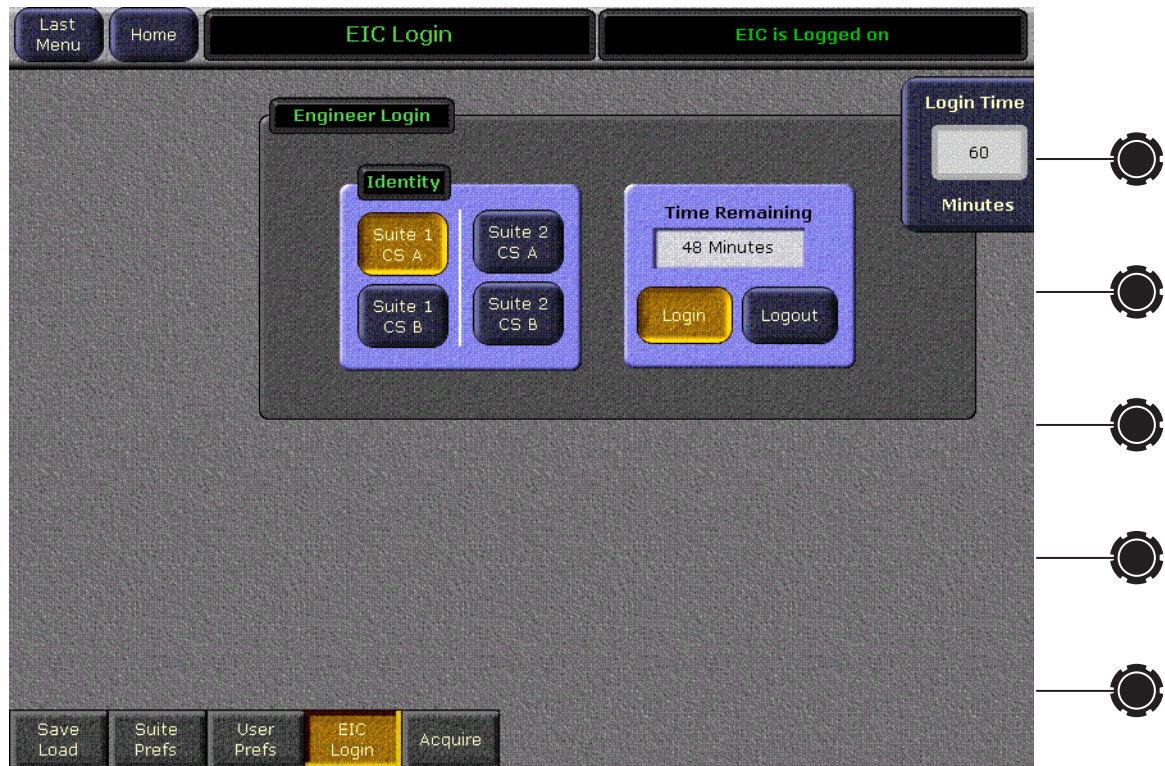 Last
Menu
Home
EIC Login
EIC is Logged on
Login Time
60
Minutes
Engineer Login
Identity
Suite 1
CS A
Suite 2
CS A
Suite 1
CS B
Suite 2
CS B
Time Remaining
48 Minutes
Login
Logout
Save
Load
Suite
Prefs
User
Prefs
EIC
Login
Acquire